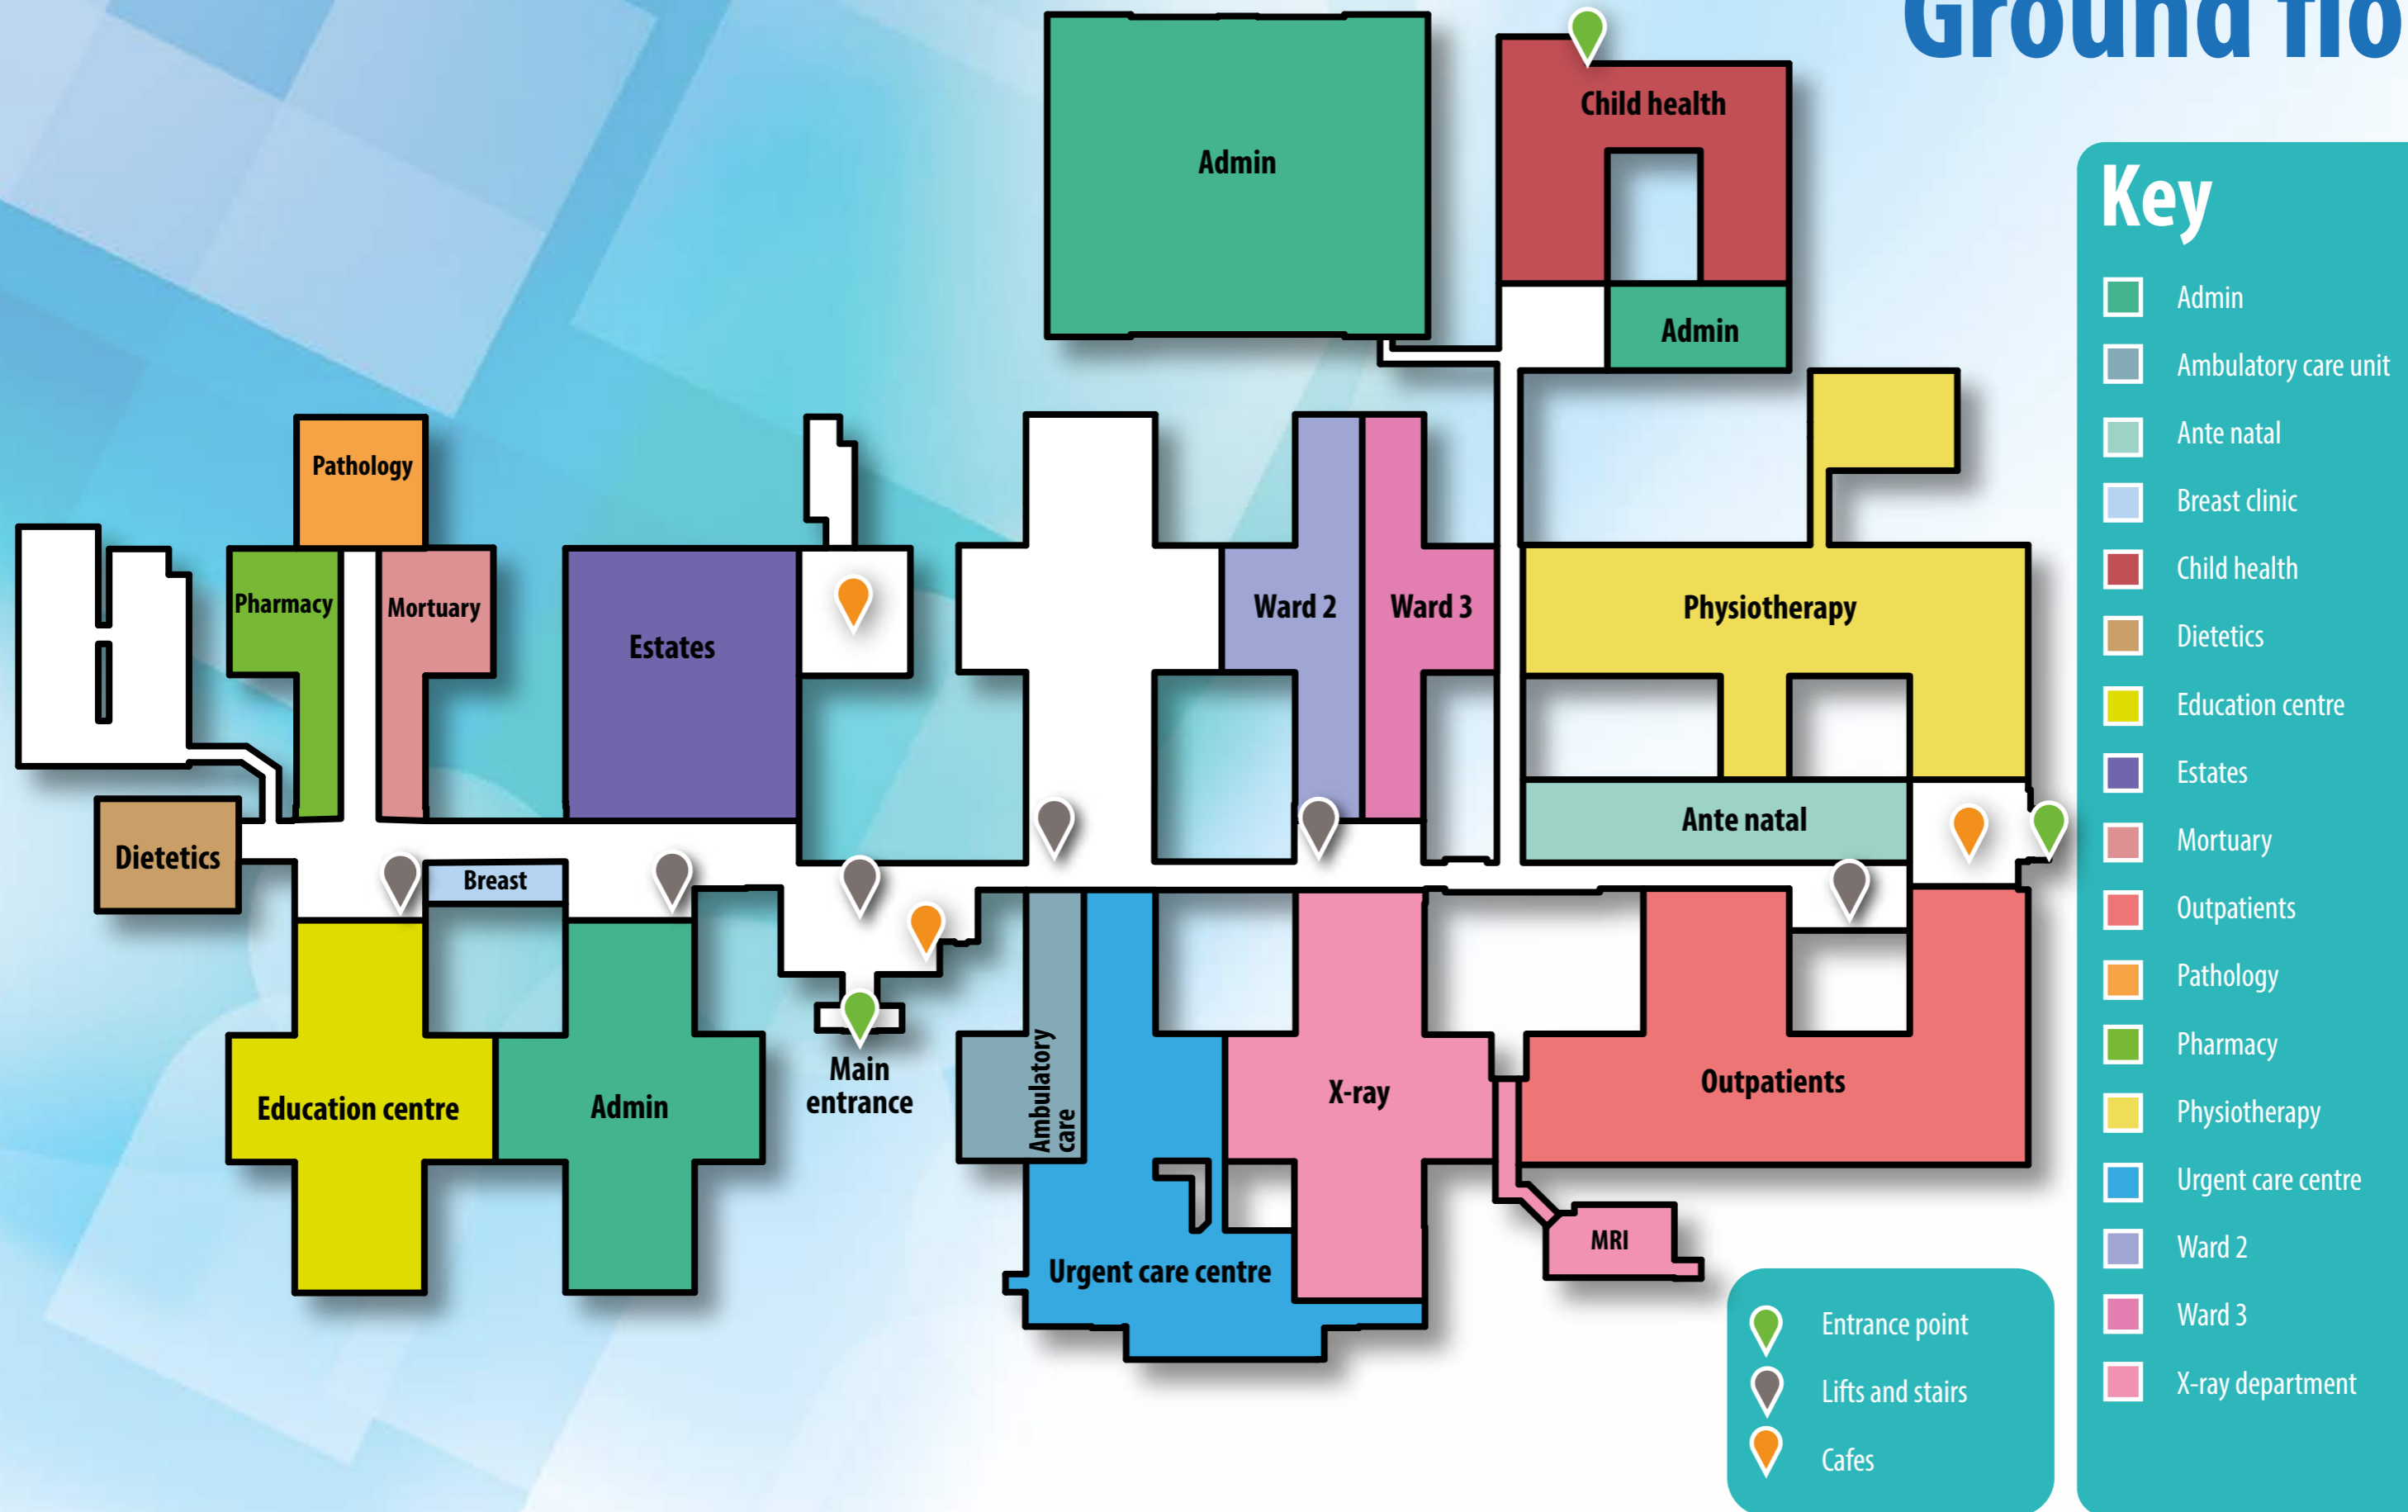 Ground flo
Admin
Child health
Admin
Pathology
Pharmacy
Mortuary
Estates
Ward 2
Ward 3
Physiotherapy
Dietetics
Breast
Ante natal
Education centre
Admin
Main
entrance
Ambulatory
care
X-ray
Outpatients
Urgent care centre
MRI
Key
Admin
Ambulatory care unit
Ante natal
Breast clinic
Child health
Dietetics
Education centre
Estates
Mortuary
Outpatients
Pathology
Pharmacy
Physiotherapy
Urgent care centre
Ward 2
Ward 3
X-ray department
Entrance point
Lifts and stairs
Cafes